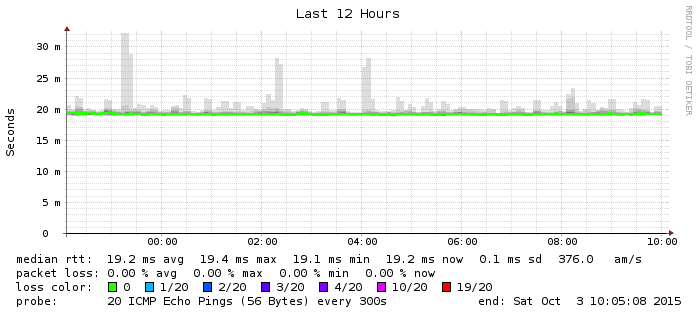 Last 12 Hours
RRDTOOL / TOBI OETIKER
Seconds
30 m
25 m
20 m
15 m
10 m
5 m
0
00:00 02:00 04:00 06:00 08:00 10:00
median rtt: 19.2 ms avg 19.4 ms max 19.1 ms min 19.2 ms now 0.1 ms sd 376.0 am/s
packet loss: 0.00 % avg 0.00 % max 0.00 % min 0.00 % now
loss color: 0 1/20 2/20 3/20 4/20 10/20 19/20
probe: 20 ICMP Echo Pings (56 Bytes) every 300s end: Sat Oct 3 10:05:08 2015